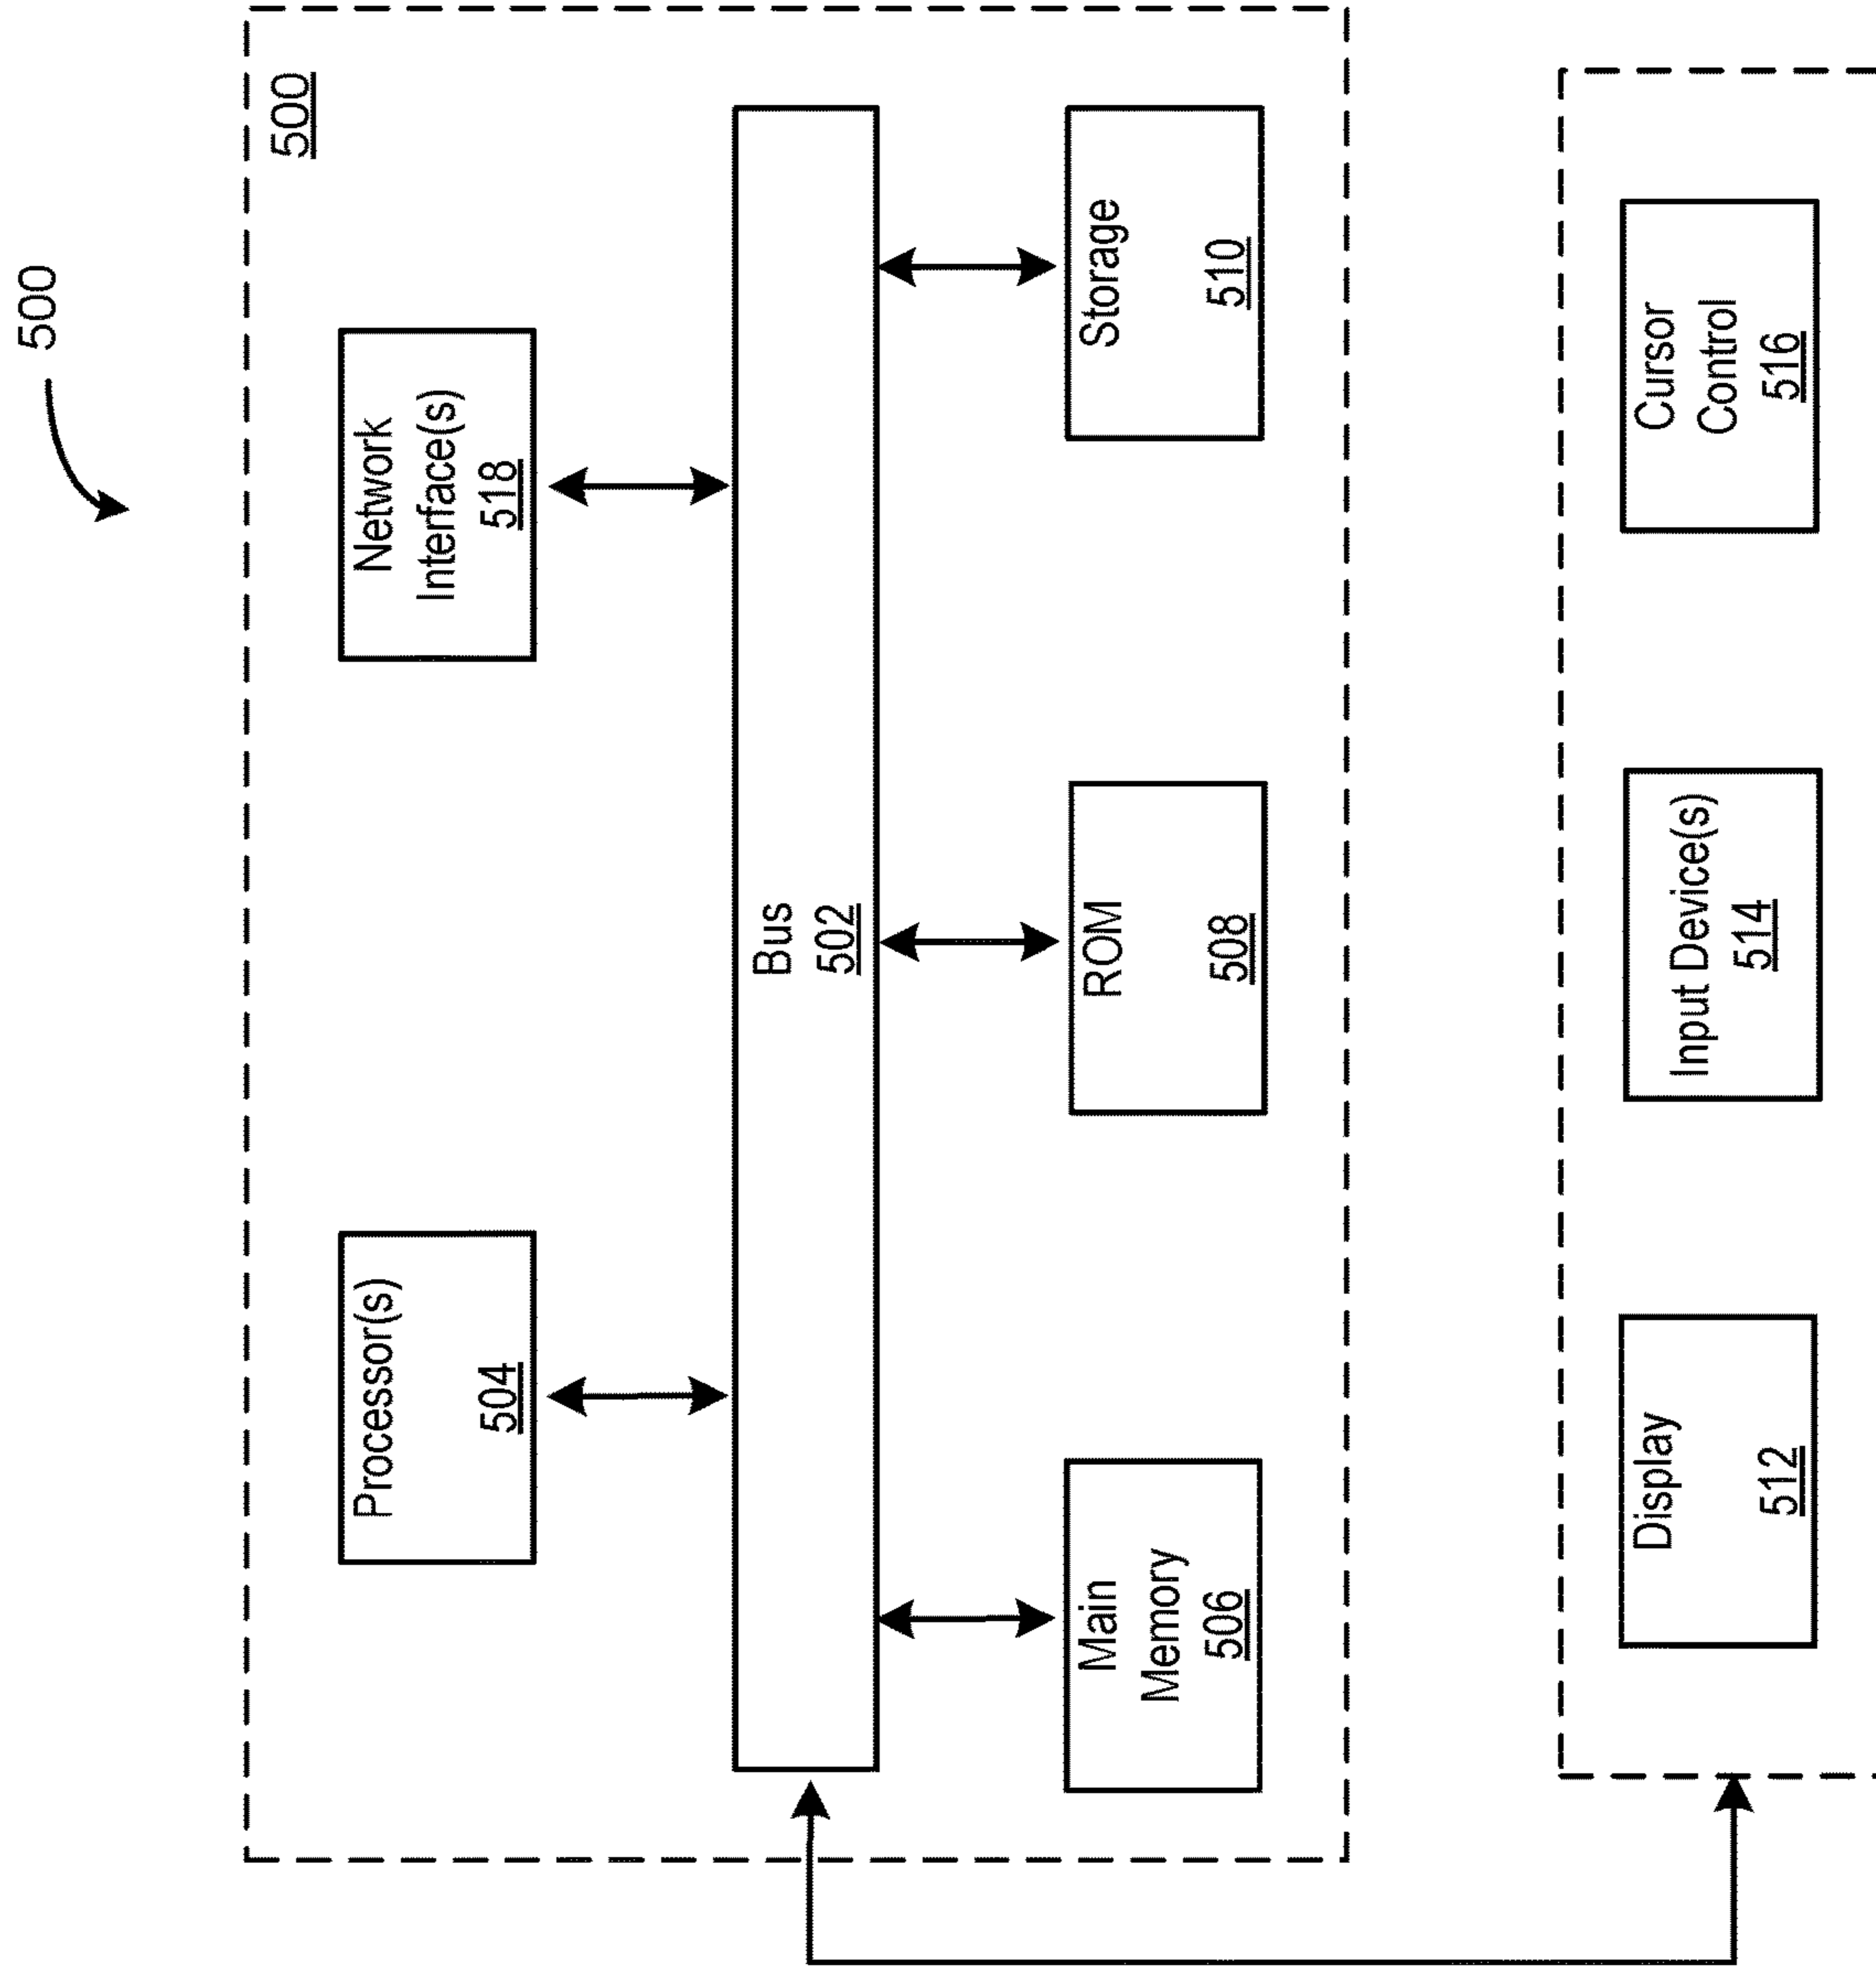 500
500
Processor(s)
504
Network
Interface(s)
518
Bus
502
Main
Memory
506
ROM
508
Storage
510
Display
512
Input Device(s)
514
Cursor
Control
516